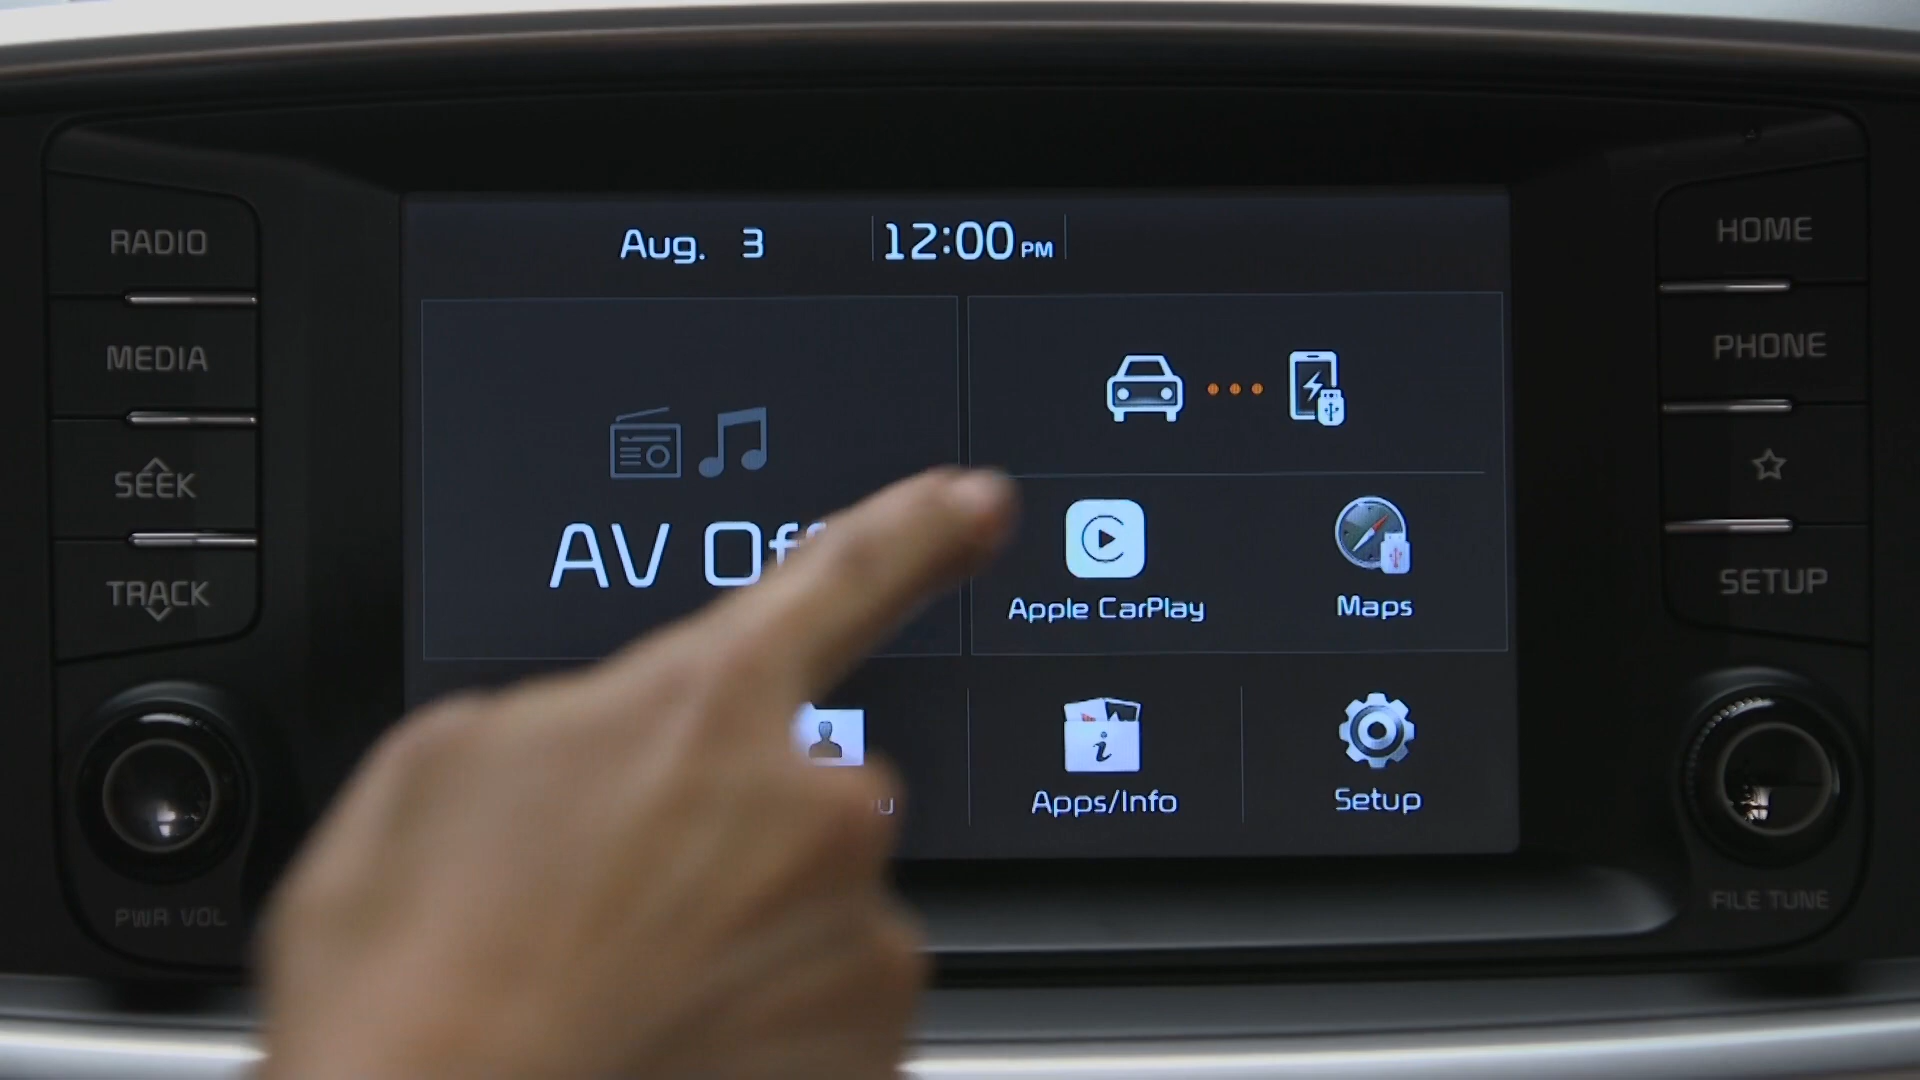 RADIO
MEDIA
SEEK
TRACK
PWR VOL
Aug. 3
12:00 PM
AV Of
Apple CarPlay
Maps
Apps/Info
Setup
HOME
PHONE
SETUP
FILE TUNE